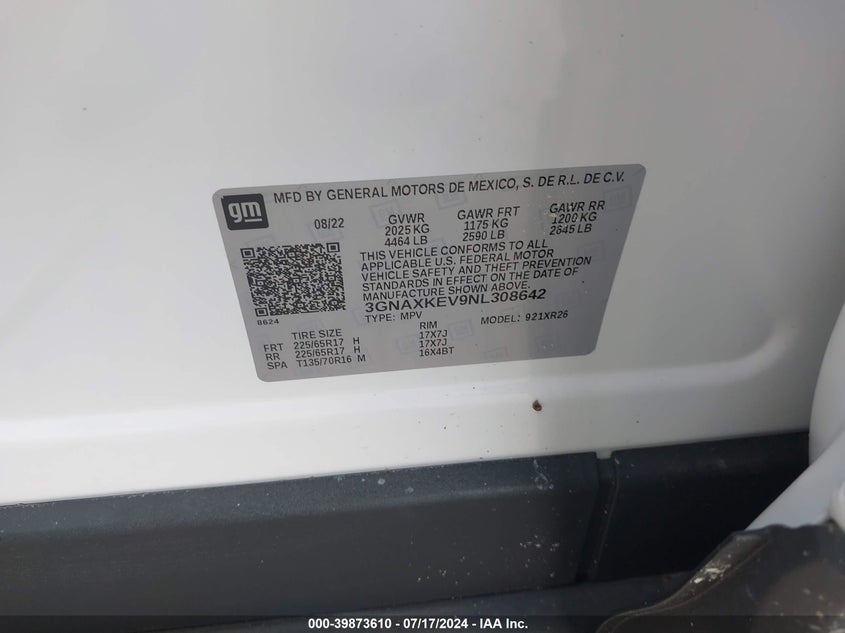 gm
MFD BY GENERAL MOTORS DE MEXICO, S. DE R.L. DE C.V.
08/22 GVWR GAWR FRT GAWR RR
2025 KG 1175 KG 1200 KG
4464 LB 2590 LB 2645 LB
THIS VEHICLE CONFORMS TO ALL
APPLICABLE U.S. FEDERAL MOTOR
VEHICLE SAFETY AND THEFT PREVENTION
STANDARDS IN EFFECT ON THE DATE OF
MANUFACTURE SHOWN ABOVE.
3GNAXKEV9NL308642
8624
TYPE: MPV MODEL: 921XR26
TIRE SIZE RIM
FRT 225/65R17 H 17X7J
RR 225/65R17 H 17X7J
SPA T135/70R16 M 16X4BT
000-39873610 - 07/17/2024 - IAA Inc.